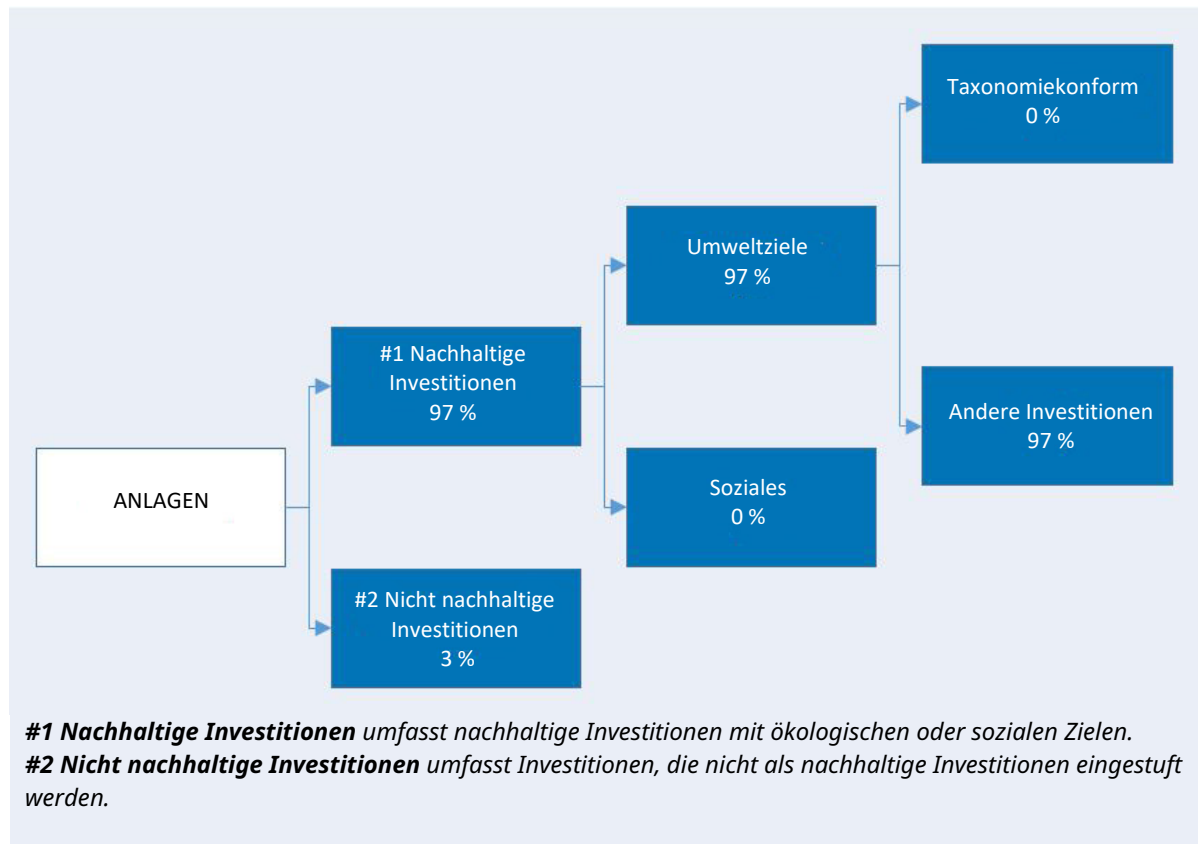 Taxonomiekonform
0 %
Umweltziele
97 %
#1 Nachhaltige
Investitionen
97 %
Andere Investitionen
97 %
ANLAGEN
Soziales
0 %
#2 Nicht nachhaltige
Investitionen
3 %
#1 Nachhaltige Investitionen umfasst nachhaltige Investitionen mit ökologischen oder sozialen Zielen.
#2 Nicht nachhaltige Investitionen umfasst Investitionen, die nicht als nachhaltige Investitionen eingestuft
werden.